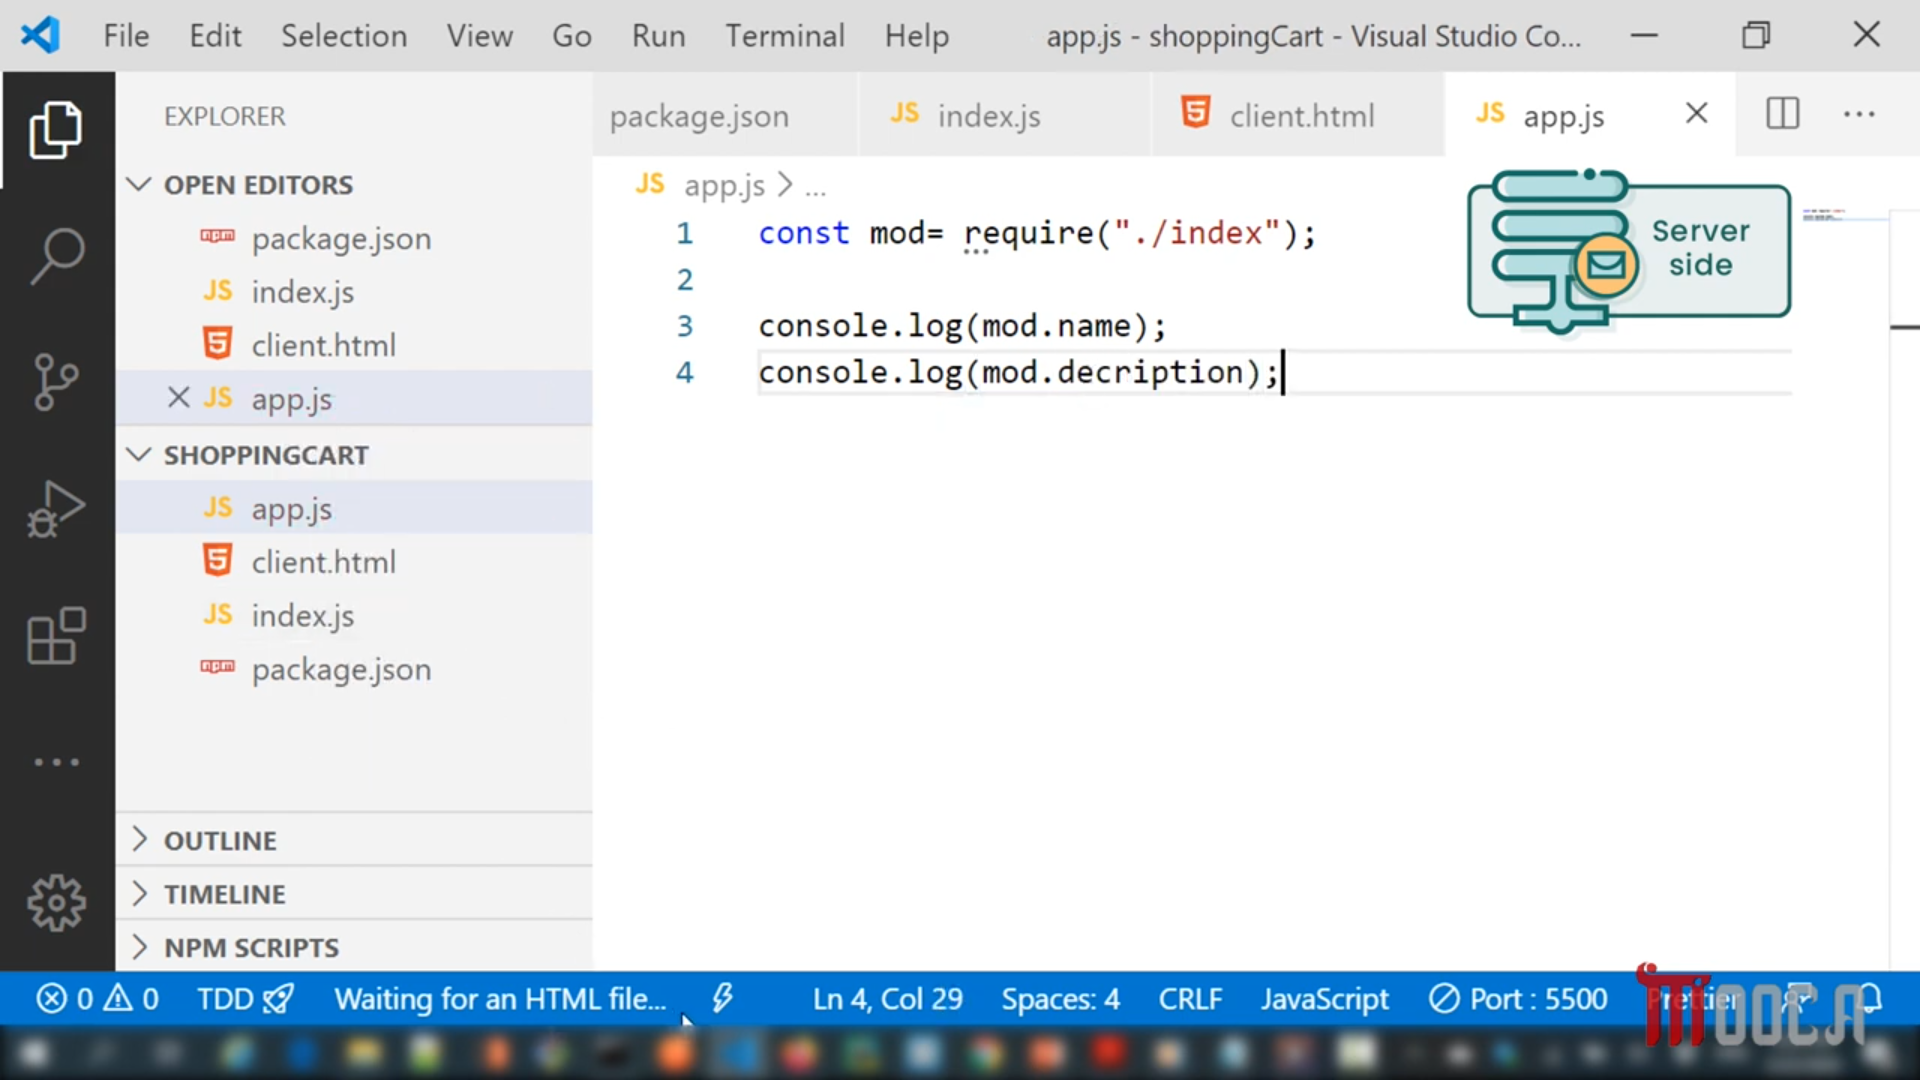 File Edit Selection View Go Run Terminal Help app.js - shoppingCart - Visual Studio Co...
EXPLORER
OPEN EDITORS
package.json
index.js
client.html
app.js
SHOPPINGCART
app.js
client.html
index.js
package.json
OUTLINE
TIMELINE
NPM SCRIPTS
package.json JS index.js client.html JS app.js
JS app.js > ...
1 const mod= require("./index");
2
3 console.log(mod.name);
4 console.log(mod.decription);
Server
side
0 0 TDD Waiting for an HTML file... Ln 4, Col 29 Spaces: 4 CRLF JavaScript Port : 5500 Prettier
MOOCA